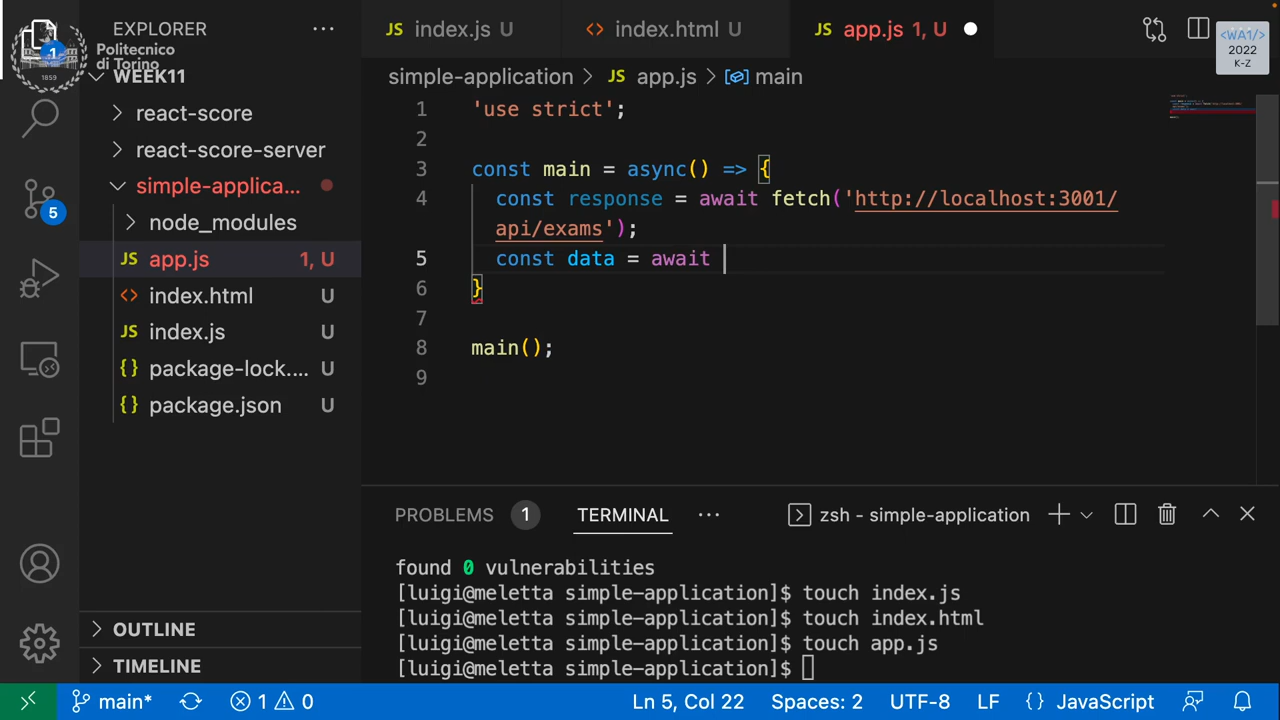 EXPLORER
JS index.js U
<> index.html U
JS app.js 1, U
Politecnico
di Torino
1859
1
<WA1/>
2022
K-Z
WEEK11
react-score
react-score-server
simple-applica...
node_modules
JS app.js 1, U
<> index.html U
JS index.js U
{} package-lock.... U
{} package.json U
OUTLINE
TIMELINE
5
simple-application > JS app.js > main
1 'use strict';
2
3 const main = async() => {
4 const response = await fetch('http://localhost:3001/
api/exams');
5 const data = await
6 }
7
8 main();
9
PROBLEMS 1 TERMINAL ... zsh - simple-application
found 0 vulnerabilities
[luigi@meletta simple-application]$ touch index.js
[luigi@meletta simple-application]$ touch index.html
[luigi@meletta simple-application]$ touch app.js
[luigi@meletta simple-application]$
main* 1 0 Ln 5, Col 22 Spaces: 2 UTF-8 LF {} JavaScript